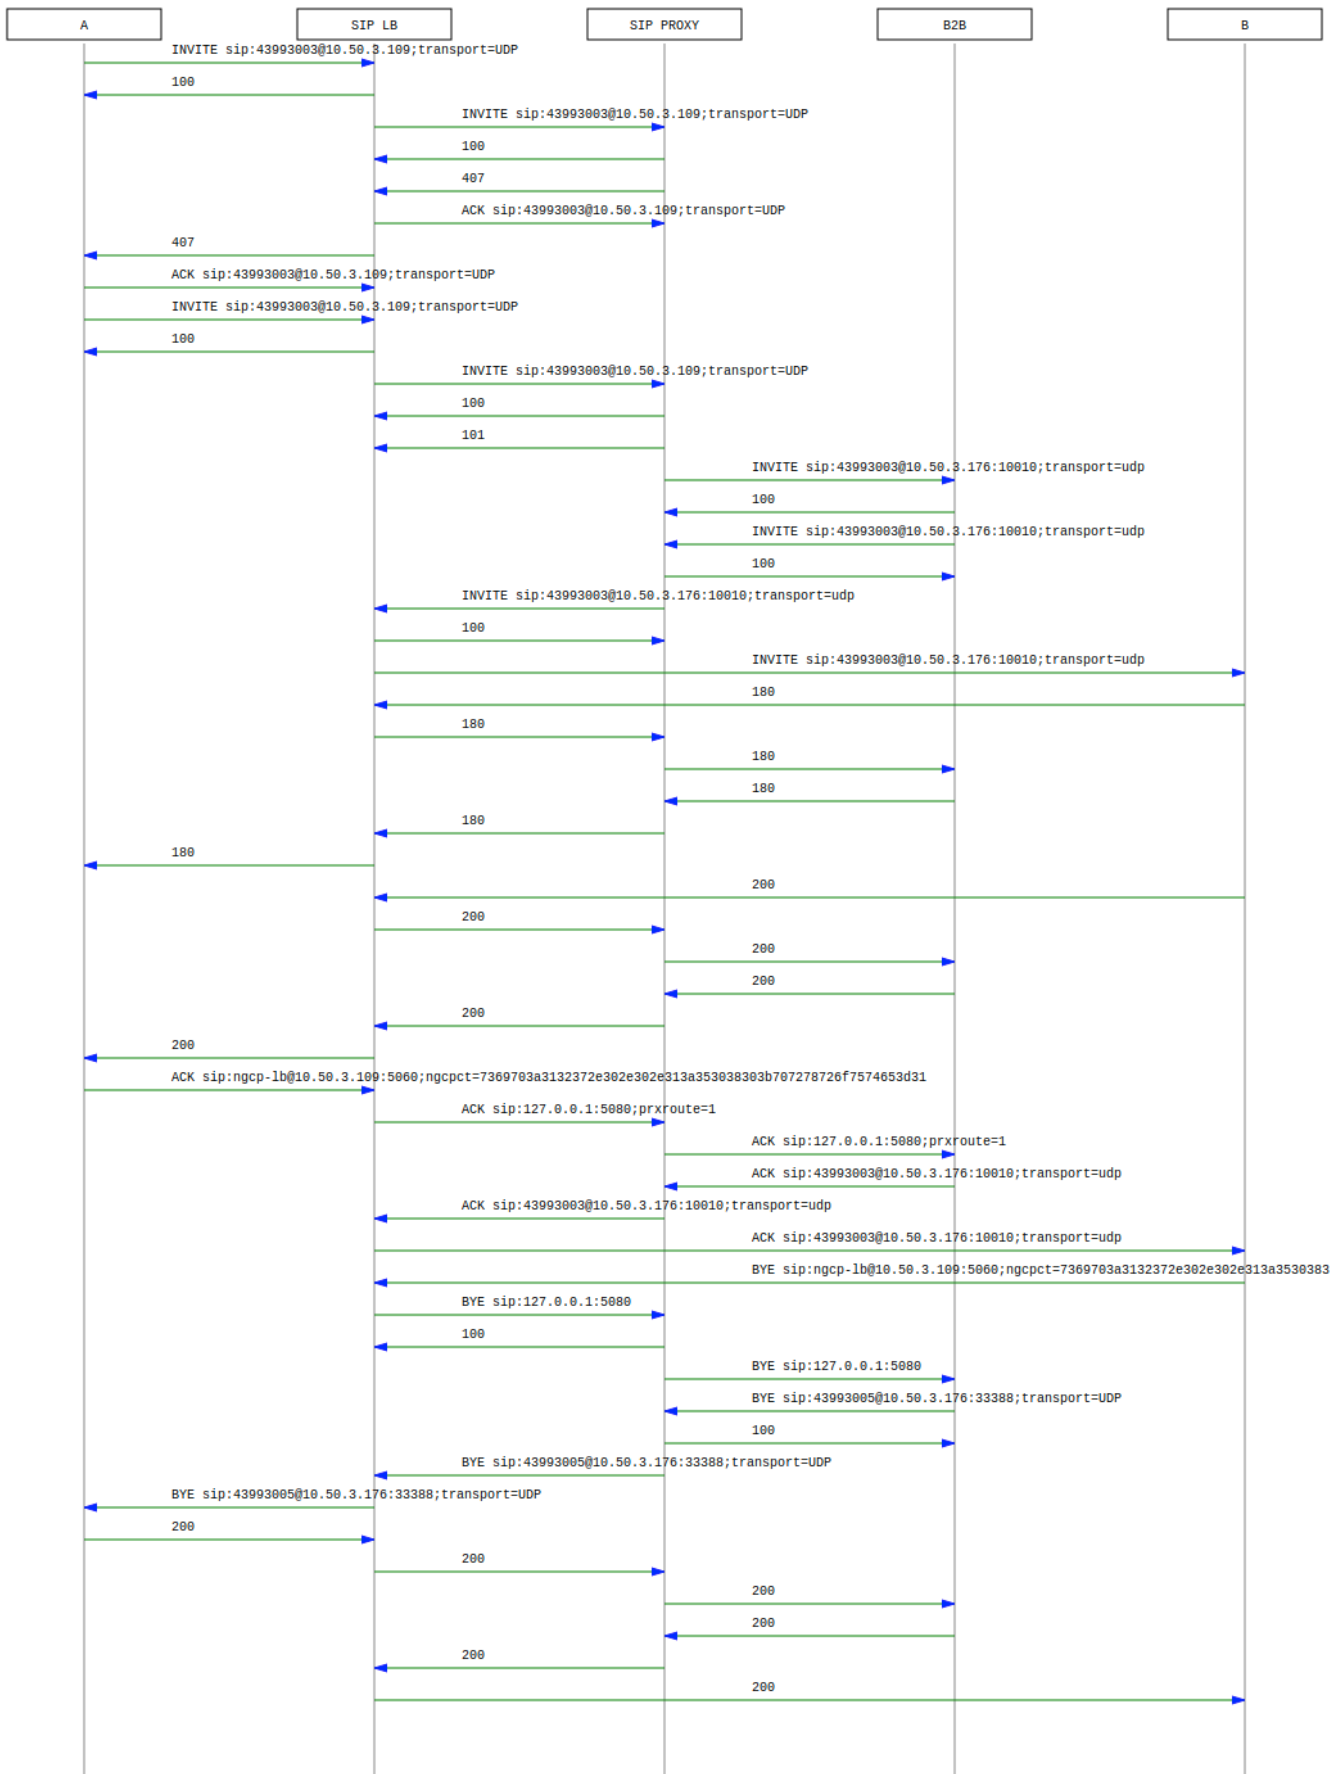 A
SIP LB
SIP PROXY
B2B
B
INVITE sip:43993003@10.50.3.109;transport=UDP
100
INVITE sip:43993003@10.50.3.109;transport=UDP
100
407
ACK sip:43993003@10.50.3.109;transport=UDP
407
ACK sip:43993003@10.50.3.109;transport=UDP
INVITE sip:43993003@10.50.3.109;transport=UDP
100
INVITE sip:43993003@10.50.3.109;transport=UDP
100
101
INVITE sip:43993003@10.50.3.176:10010;transport=udp
100
INVITE sip:43993003@10.50.3.176:10010;transport=udp
100
INVITE sip:43993003@10.50.3.176:10010;transport=udp
100
INVITE sip:43993003@10.50.3.176:10010;transport=udp
180
180
180
180
180
180
200
200
200
200
200
200
ACK sip:ngcp-lb@10.50.3.109:5060;ngcpct=7369703a3132372e302e302e313a353038303b707278726f7574653d31
ACK sip:127.0.0.1:5080;prxroute=1
ACK sip:127.0.0.1:5080;prxroute=1
ACK sip:43993003@10.50.3.176:10010;transport=udp
ACK sip:43993003@10.50.3.176:10010;transport=udp
ACK sip:43993003@10.50.3.176:10010;transport=udp
BYE sip:ngcp-lb@10.50.3.109:5060;ngcpct=7369703a3132372e302e302e313a3530383
BYE sip:127.0.0.1:5080
100
BYE sip:127.0.0.1:5080
BYE sip:43993005@10.50.3.176:33388;transport=UDP
100
BYE sip:43993005@10.50.3.176:33388;transport=UDP
BYE sip:43993005@10.50.3.176:33388;transport=UDP
200
200
200
200
200
200